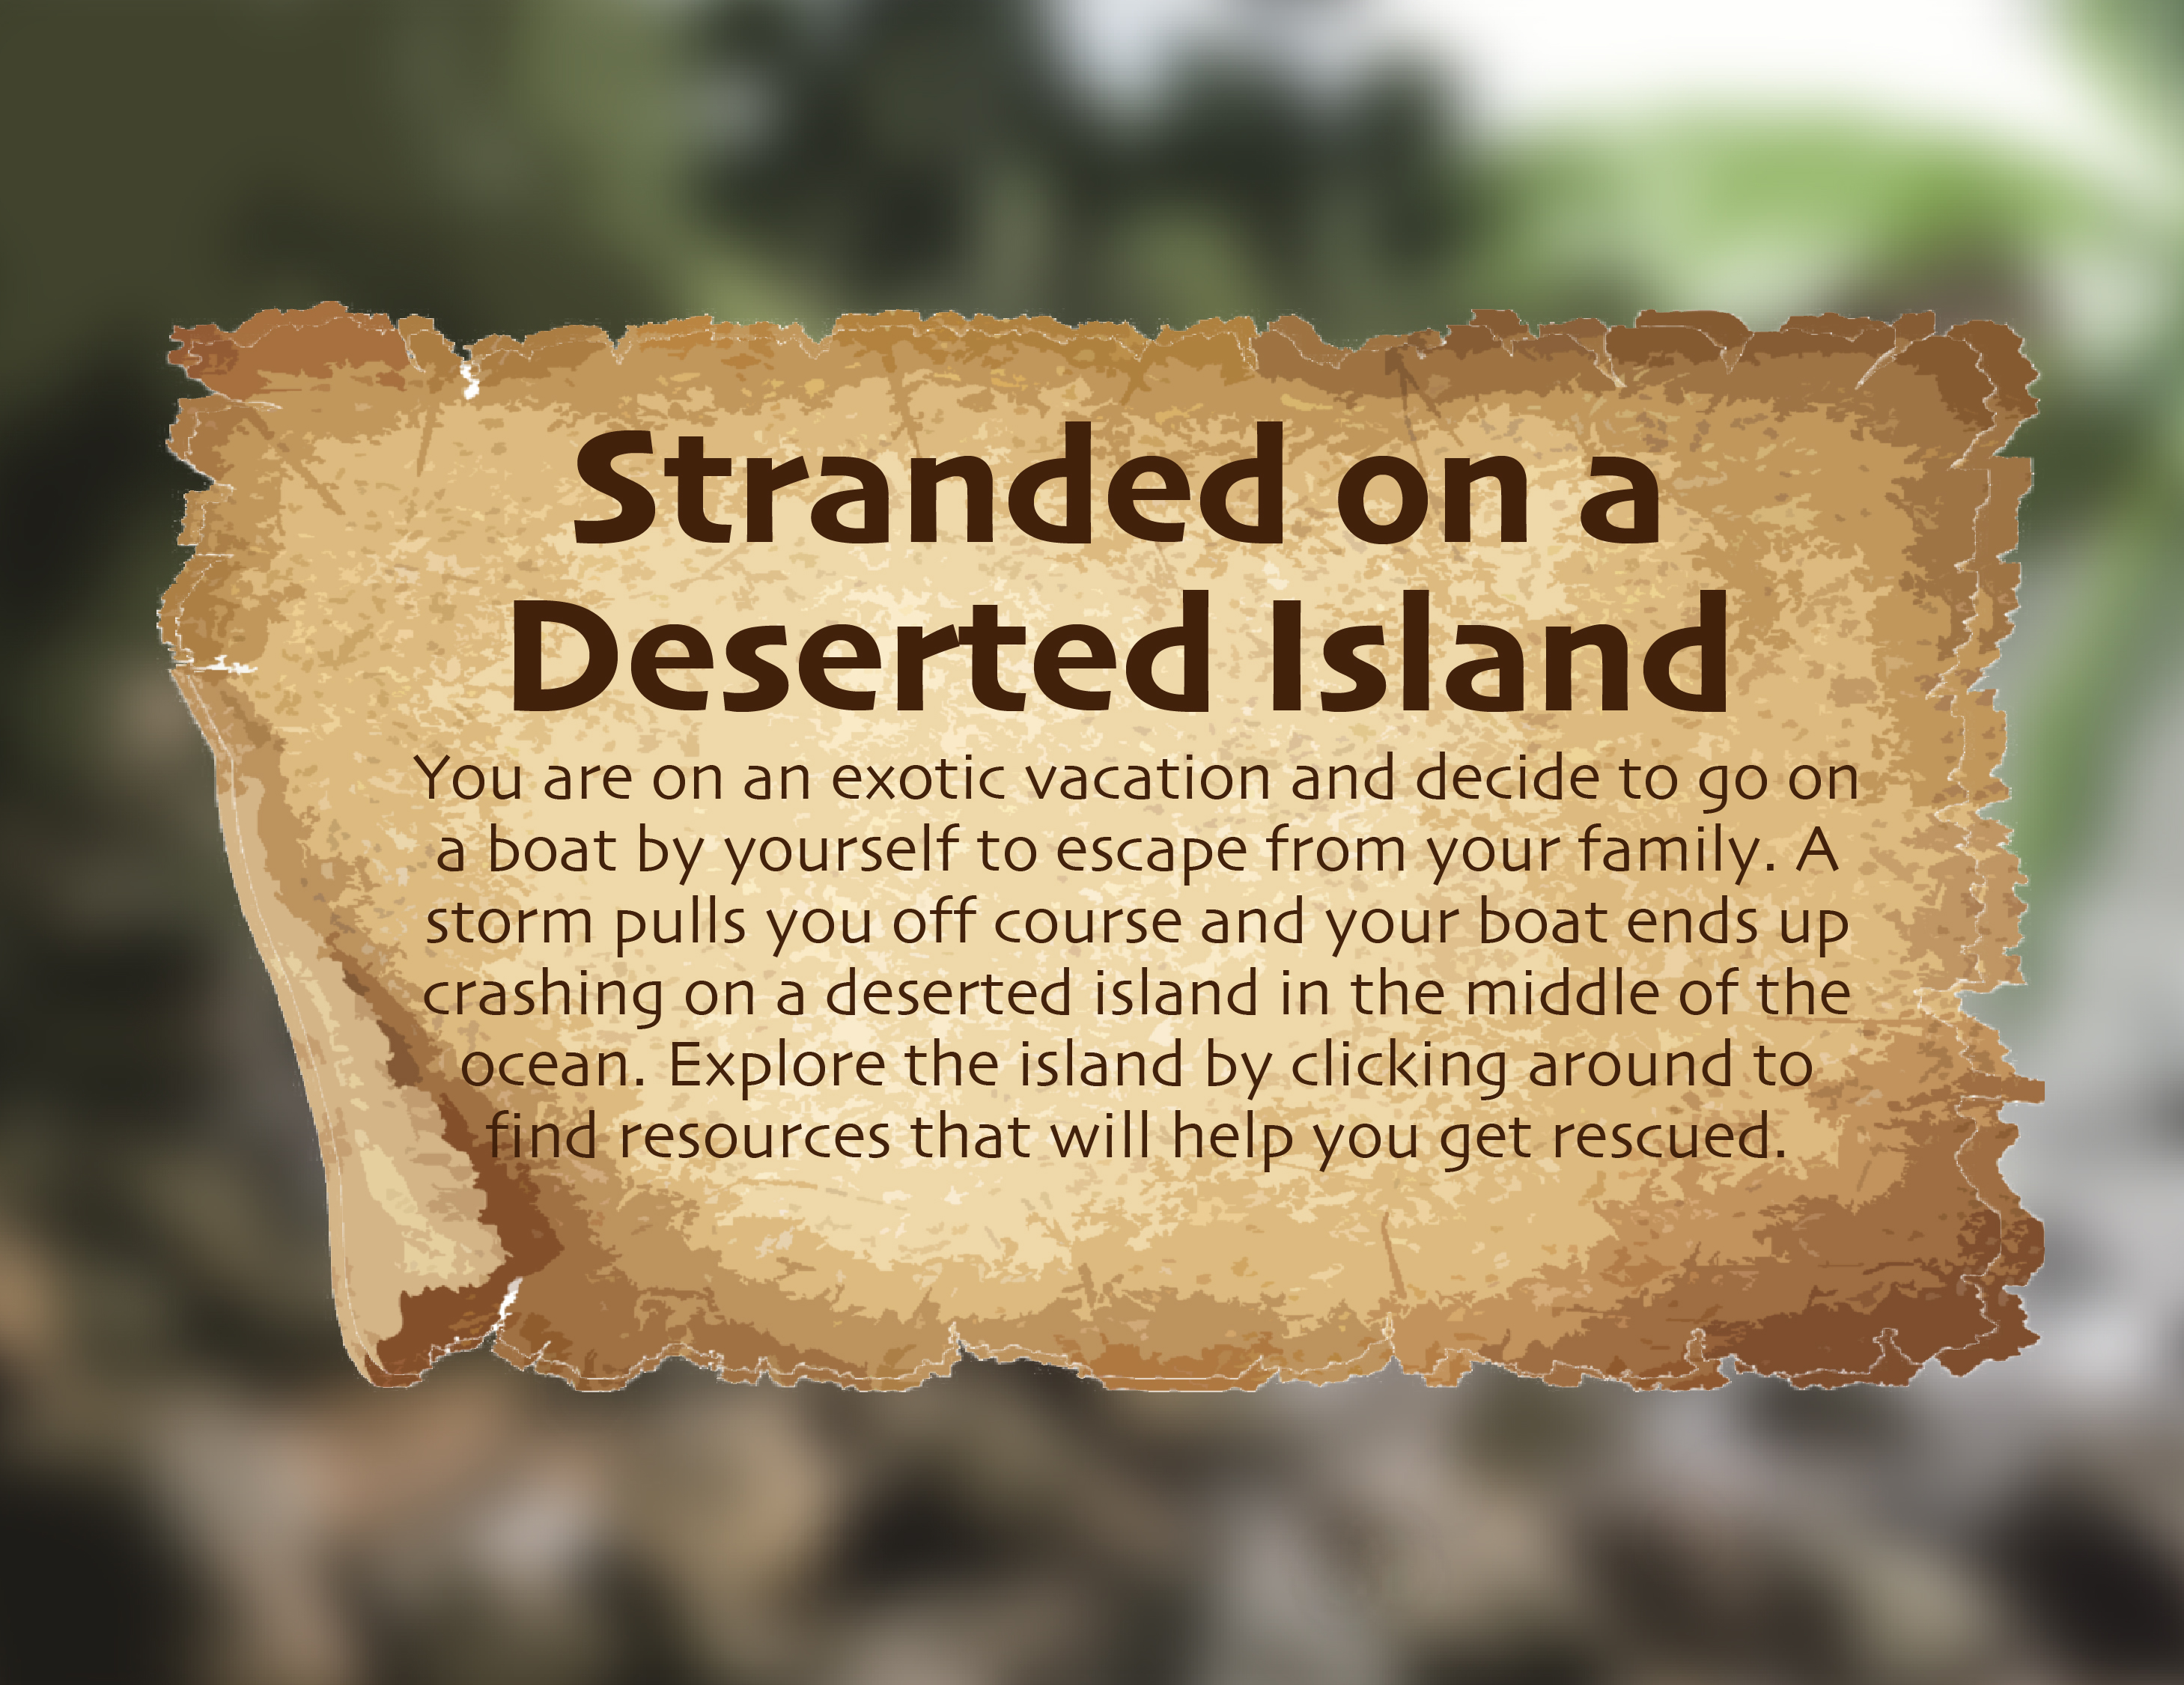 Stranded on a
Deserted Island
You are on an exotic vacation and decide to go on
a boat by yourself to escape from your family. A
storm pulls you off course and your boat ends up
crashing on a deserted island in the middle of the
ocean. Explore the island by clicking around to
find resources that will help you get rescued.